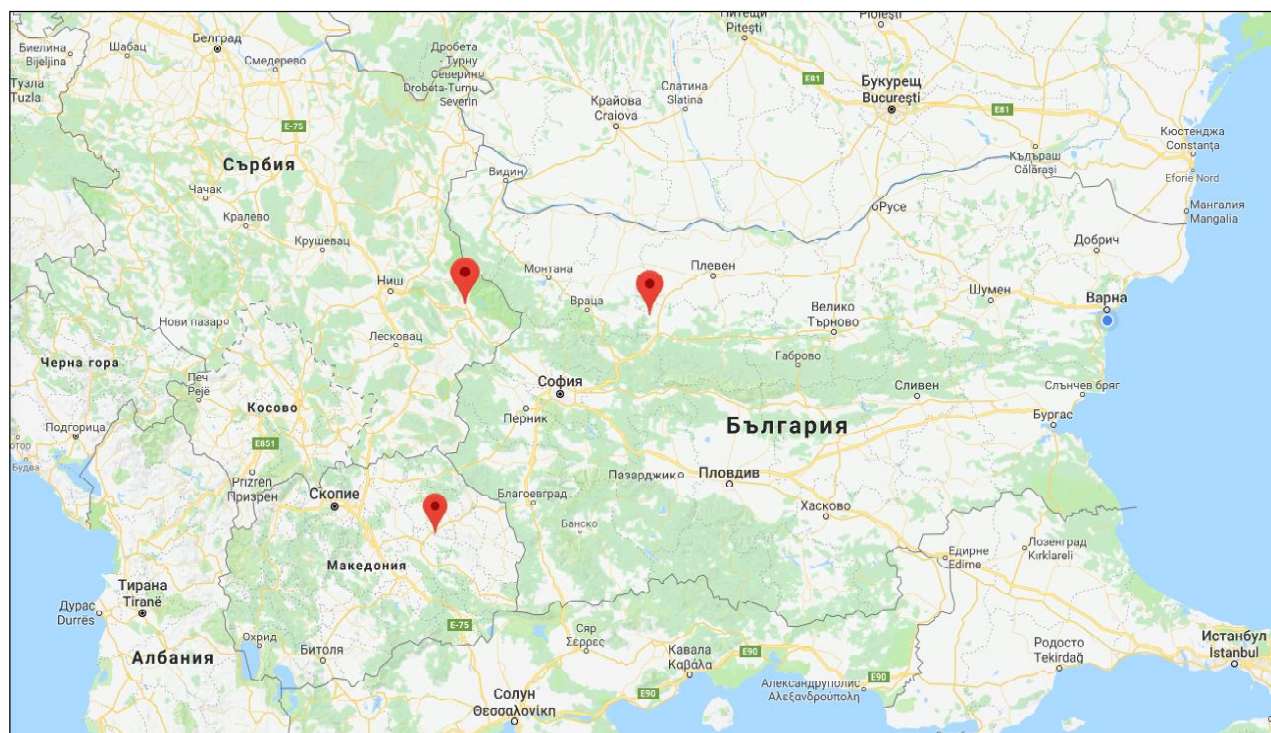 Питещи
Pitești
Ploiești
Биелина
Bijeljina
Шабац
Белград
Смедерево
Дробета
Турну
Северин
Drobeta-Turnu
Severin
Тузла
Tuzla
E81
Букурещ
București
Слатина
Slatina
Крайова
Craiova
E81
E-75
Кюстенджа
Constanța
Сърбия
Кълъраш
Călărași
Видин
Eforie Nord
Чачак
Русе
Мангалия
Mangalia
Кралево
Крушевац
Добрич
Ниш
Монтана
Плевен
Шумен
Варна
Враца
Велико
Търново
Нови пазар
Лесковац
Черна гора
Габрово
Печ
Pejë
София
Сливен
Слънчев бряг
Косово
Перник
Бургас
Подгорица
България
E851
Будва
Prizren
Призрен
Скопие
Пазарджик
Пловдив
Благоевград
Хасково
Банско
Македония
Едирне
Edirne
Лозенград
Kırklareli
Тирана
Tiranë
Дурас
Durrës
E-75
Охрид
Битоля
Сяр
Σέρρες
Кавала
Καβάλα
E90
Родосто
Tekirdağ
Истанбул
İstanbul
Албания
E90
Александруполис
Αλεξανδρούπολη
E90
Солун
Θεσσαλονίκη